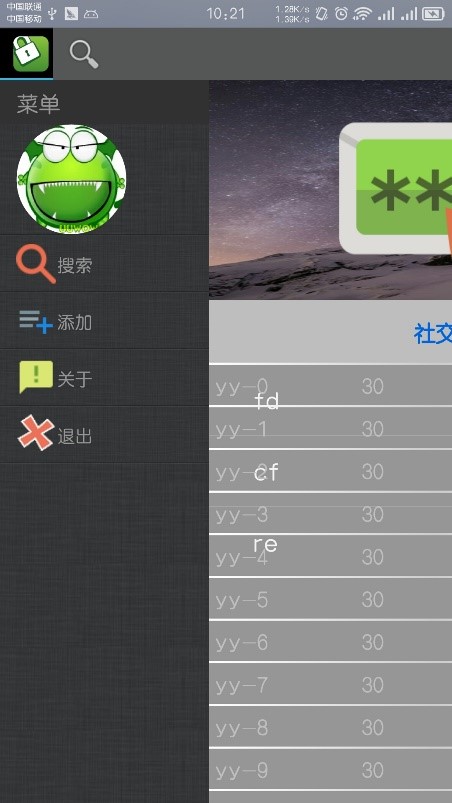 中国联通
中国移动
10:21
1.28K/s
1.39K/s
菜单
搜索
添加
关于
退出
**
社交
yy-0 30
fd
yy-1 30
yy-2 30
cf
yy-3 30
re
yy-4 30
yy-5 30
yy-6 30
yy-7 30
yy-8 30
yy-9 30